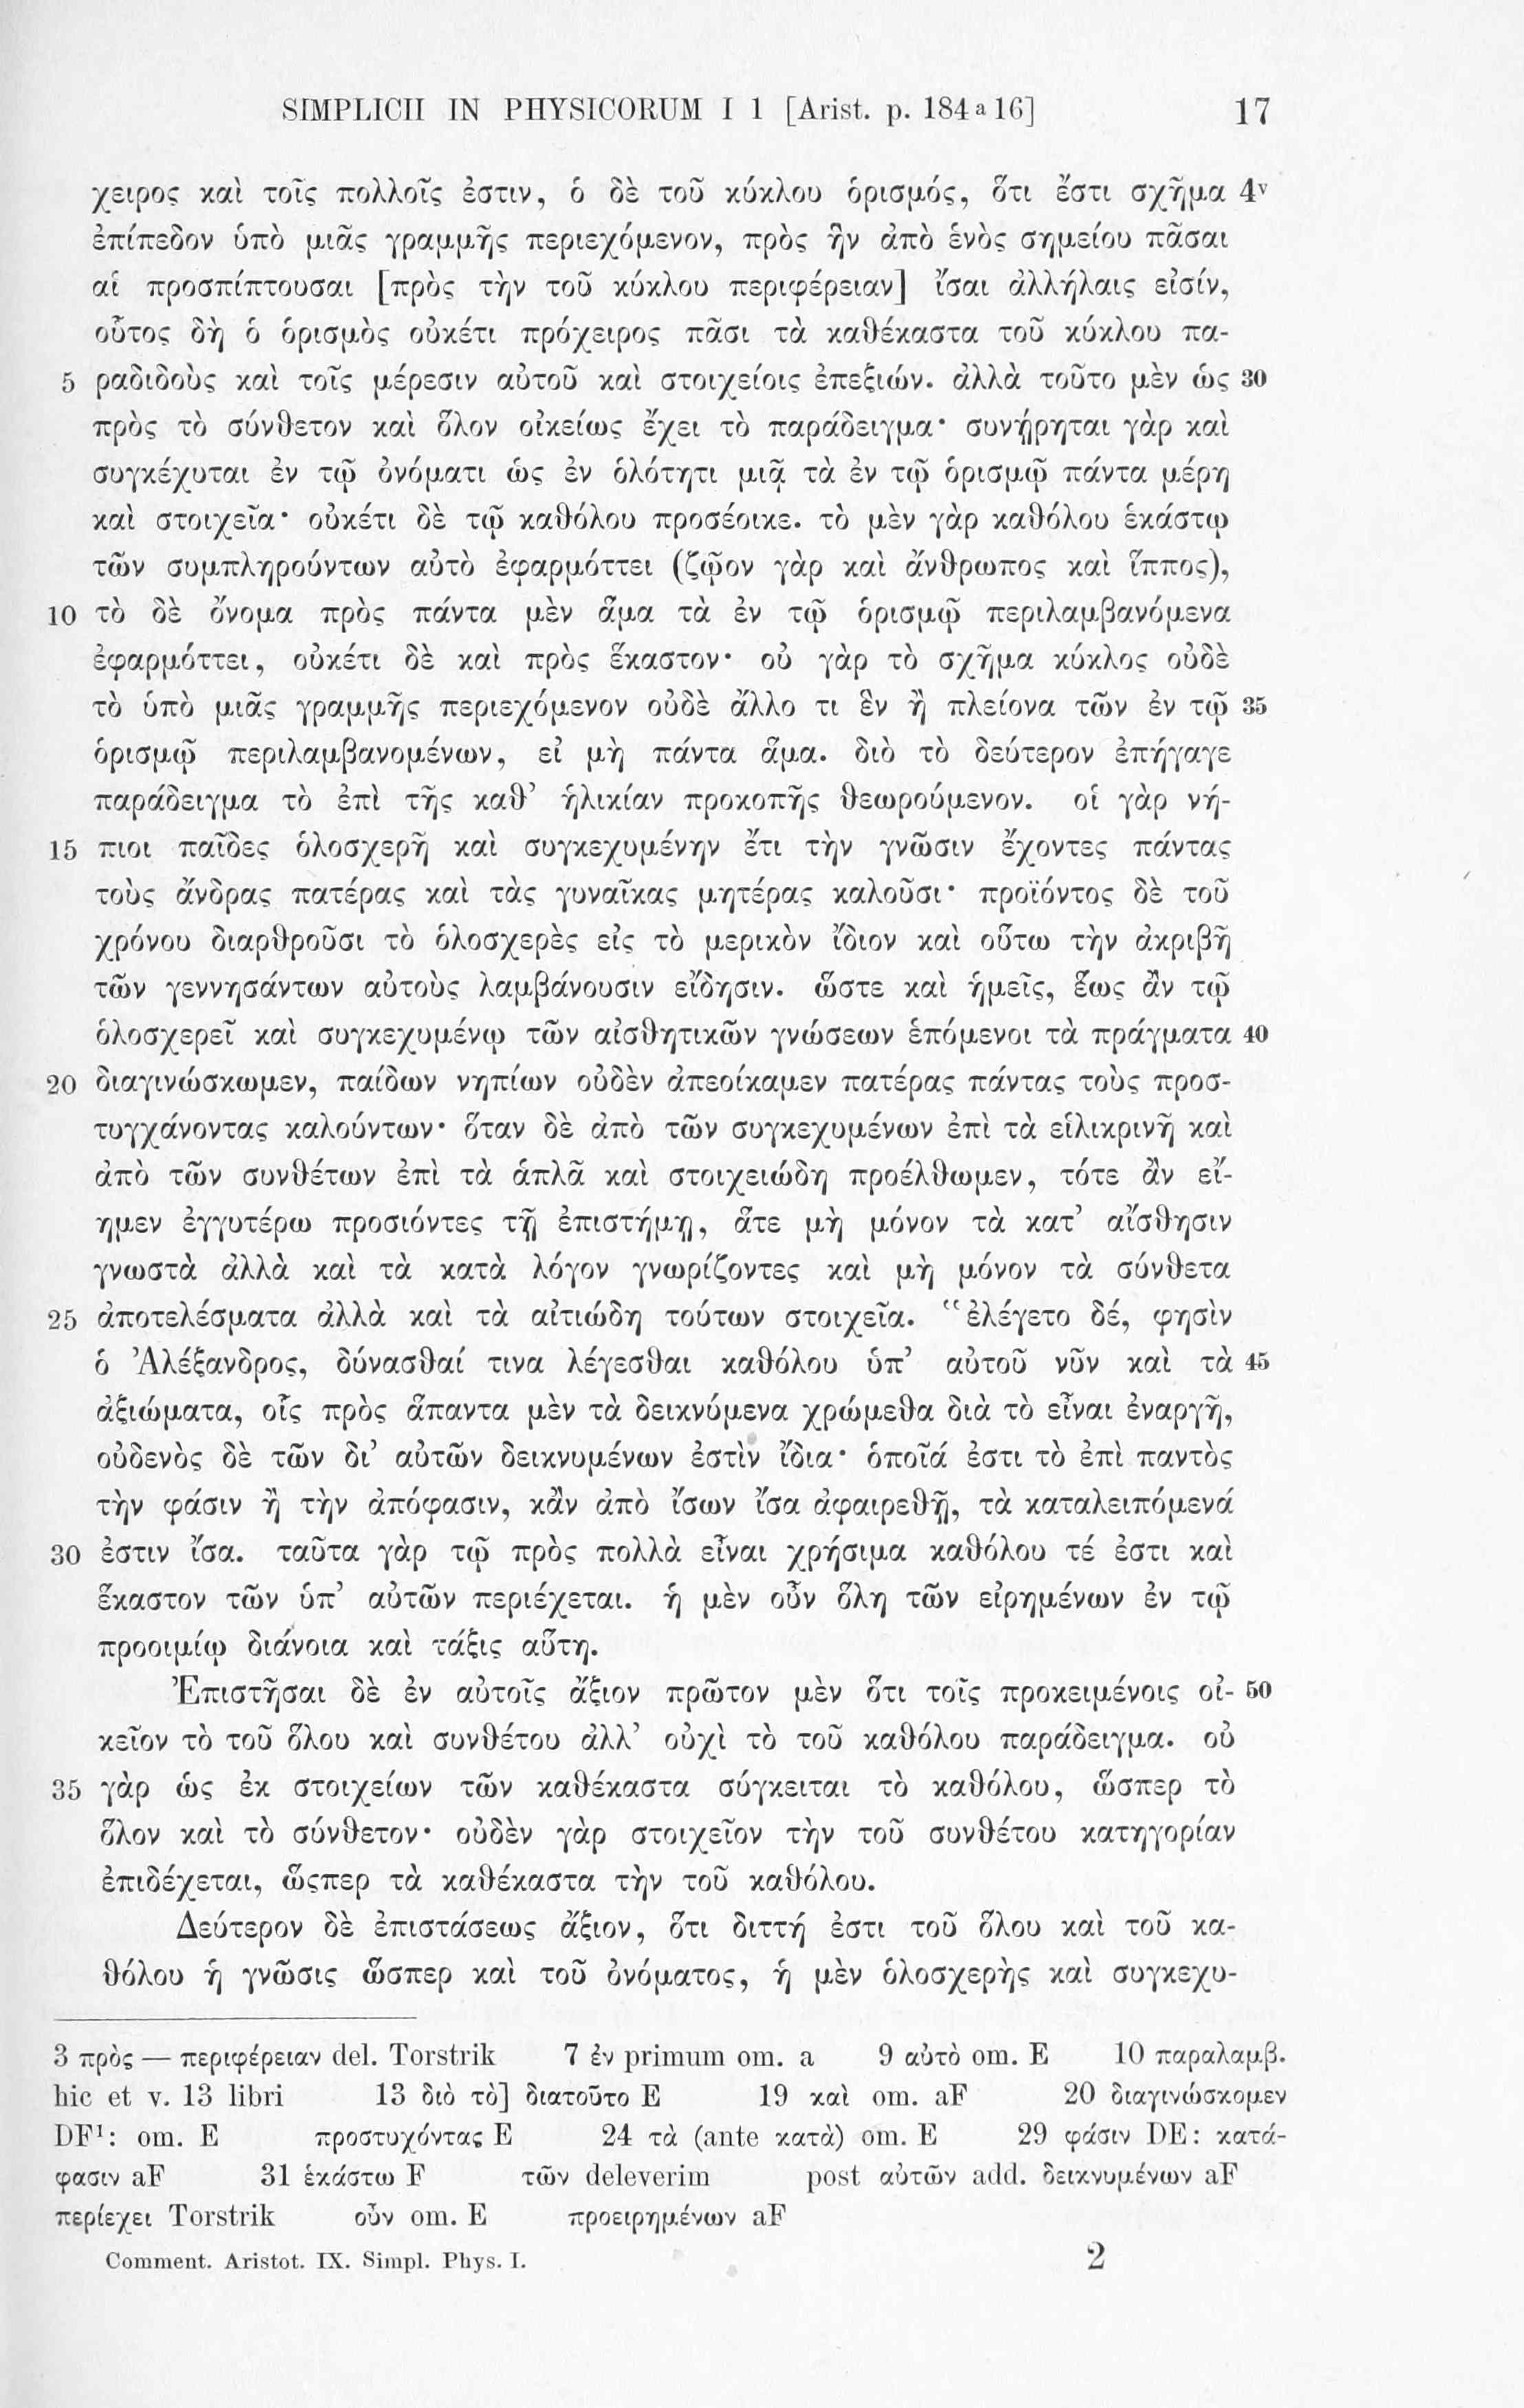 SIMPLICII IN PHYSICORUM I 1 [Arist. p. 184 a 16] 17
χειρος καὶ τοῖς πολλοῖς ἐστιν, ὁ δὲ τοῦ κύκλου ὁρισμός, ὅτι ἔστι σχῆμα 4v
ἐπίπεδον ὑπὸ μιᾶς γραμμῆς περιεχόμενον, πρὸς ἣν ἀπὸ ἑνὸς σημείου πᾶσαι
αἱ προσπίπτουσαι [πρὸς τὴν τοῦ κύκλου περιφέρειαν] ἴσαι ἀλλήλαις εἰσίν,
οὗτος δὴ ὁ ὁρισμὸς οὐκέτι πρόχειρος πᾶσι τὰ καθέκαστα τοῦ κύκλου πα-
5 ραδιδοὺς καὶ τοῖς μέρεσιν αὐτοῦ καὶ στοιχείοις ἐπεξιών. ἀλλὰ τοῦτο μὲν ὡς 30
πρὸς τὸ σύνθετον καὶ ὅλον οἰκείως ἔχει τὸ παράδειγμα· συνῄρηται γὰρ καὶ
συγκέχυται ἐν τῷ ὀνόματι ὡς ἐν ὁλότητι μιᾷ τὰ ἐν τῷ ὁρισμῷ πάντα μέρη
καὶ στοιχεῖα· οὐκέτι δὲ τῷ καθόλου προσέοικε. τὸ μὲν γὰρ καθόλου ἑκάστῳ
τῶν συμπληρούντων αὐτὸ ἐφαρμόττει (ζῷον γὰρ καὶ ἄνθρωπος καὶ ἵππος),
10 τὸ δὲ ὄνομα πρὸς πάντα μὲν ἅμα τὰ ἐν τῷ ὁρισμῷ περιλαμβανόμενα
ἐφαρμόττει, οὐκέτι δὲ καὶ πρὸς ἕκαστον· οὐ γὰρ τὸ σχῆμα κύκλος οὐδὲ
τὸ ὑπὸ μιᾶς γραμμῆς περιεχόμενον οὐδὲ ἄλλο τι ἓν ἢ πλείονα τῶν ἐν τῷ 35
ὁρισμῷ περιλαμβανομένων, εἰ μὴ πάντα ἅμα. διὸ τὸ δεύτερον ἐπήγαγε
παράδειγμα τὸ ἐπὶ τῆς καθ’ ἡλικίαν προκοπῆς θεωρούμενον. οἱ γὰρ νή-
15 πιοι παῖδες ὁλοσχερῆ καὶ συγκεχυμένην ἔτι τὴν γνῶσιν ἔχοντες πάντας
τοὺς ἄνδρας πατέρας καὶ τὰς γυναῖκας μητέρας καλοῦσι· προϊόντος δὲ τοῦ
χρόνου διαρθροῦσι τὸ ὁλοσχερὲς εἰς τὸ μερικὸν ἴδιον καὶ οὕτω τὴν ἀκριβῆ
τῶν γεννησάντων αὐτοὺς λαμβάνουσιν εἴδησιν. ὥστε καὶ ἡμεῖς, ἕως ἂν τῷ
ὁλοσχερεῖ καὶ συγκεχυμένῳ τῶν αἰσθητικῶν γνώσεων ἑπόμενοι τὰ πράγματα 40
20 διαγινώσκωμεν, παίδων νηπίων οὐδὲν ἀπεοίκαμεν πατέρας πάντας τοὺς προσ-
τυγχάνοντας καλούντων· ὅταν δὲ ἀπὸ τῶν συγκεχυμένων ἐπὶ τὰ εἱλικρινῆ καὶ
ἀπὸ τῶν συνθέτων ἐπὶ τὰ ἁπλᾶ καὶ στοιχειώδη προέλθωμεν, τότε ἂν εἴ-
ημεν ἐγγυτέρω προσιόντες τῇ ἐπιστήμῃ, ἅτε μὴ μόνον τὰ κατ’ αἴσθησιν
γνωστὰ ἀλλὰ καὶ τὰ κατὰ λόγον γνωρίζοντες καὶ μὴ μόνον τὰ σύνθετα
25 ἀποτελέσματα ἀλλὰ καὶ τὰ αἰτιώδη τούτων στοιχεῖα. “ἐλέγετο δέ, φησὶν
ὁ Ἀλέξανδρος, δύνασθαί τινα λέγεσθαι καθόλου ὑπ’ αὐτοῦ νῦν καὶ τὰ 45
ἀξιώματα, οἷς πρὸς ἅπαντα μὲν τὰ δεικνύμενα χρώμεθα διὰ τὸ εἶναι ἐναργῆ,
οὐδενὸς δὲ τῶν δι’ αὐτῶν δεικνυμένων ἐστὶν ἴδια· ὁποῖά ἐστι τὸ ἐπὶ παντὸς
τὴν φάσιν ἢ τὴν ἀπόφασιν, κἂν ἀπὸ ἴσων ἴσα ἀφαιρεθῇ, τὰ καταλειπόμενά
30 ἐστιν ἴσα. ταῦτα γὰρ τῷ πρὸς πολλὰ εἶναι χρήσιμα καθόλου τέ ἐστι καὶ
ἕκαστον τῶν ὑπ’ αὐτῶν περιέχεται. ἡ μὲν οὖν ὅλη τῶν εἰρημένων ἐν τῷ
προοιμίῳ διάνοια καὶ τάξις αὕτη.
Ἐπιστῆσαι δὲ ἐν αὐτοῖς ἄξιον πρῶτον μὲν ὅτι τοῖς προκειμένοις οἰ- 50
κεῖον τὸ τοῦ ὅλου καὶ συνθέτου ἀλλ’ οὐχὶ τὸ τοῦ καθόλου παράδειγμα. οὐ
35 γὰρ ὡς ἐκ στοιχείων τῶν καθέκαστα σύγκειται τὸ καθόλου, ὥσπερ τὸ
ὅλον καὶ τὸ σύνθετον· οὐδὲν γὰρ στοιχεῖον τὴν τοῦ συνθέτου κατηγορίαν
ἐπιδέχεται, ὥςπερ τὰ καθέκαστα τὴν τοῦ καθόλου.
Δεύτερον δὲ ἐπιστάσεως ἄξιον, ὅτι διττή ἐστι τοῦ ὅλου καὶ τοῦ κα-
θόλου ἡ γνῶσις ὥσπερ καὶ τοῦ ὀνόματος, ἡ μὲν ὁλοσχερὴς καὶ συγκεχυ-
3 πρὸς — περιφέρειαν del. Torstrik 7 ἐν primum om. a 9 αὐτὸ om. E 10 παραλαμβ.
hic et v. 13 libri 13 διὸ τὸ] διατοῦτο E 19 καὶ om. aF 20 διαγινώσκομεν
DF¹: om. E προστυχόντας E 24 τὰ (ante κατὰ) om. E 29 φάσιν DE: κατά-
φασιν aF 31 ἑκάστω F τῶν deleverim post αὐτῶν add. δεικνυμένων aF
περίεχει Torstrik οὖν om. E προειρημένων aF
Comment. Aristot. IX. Simpl. Phys. I. 2